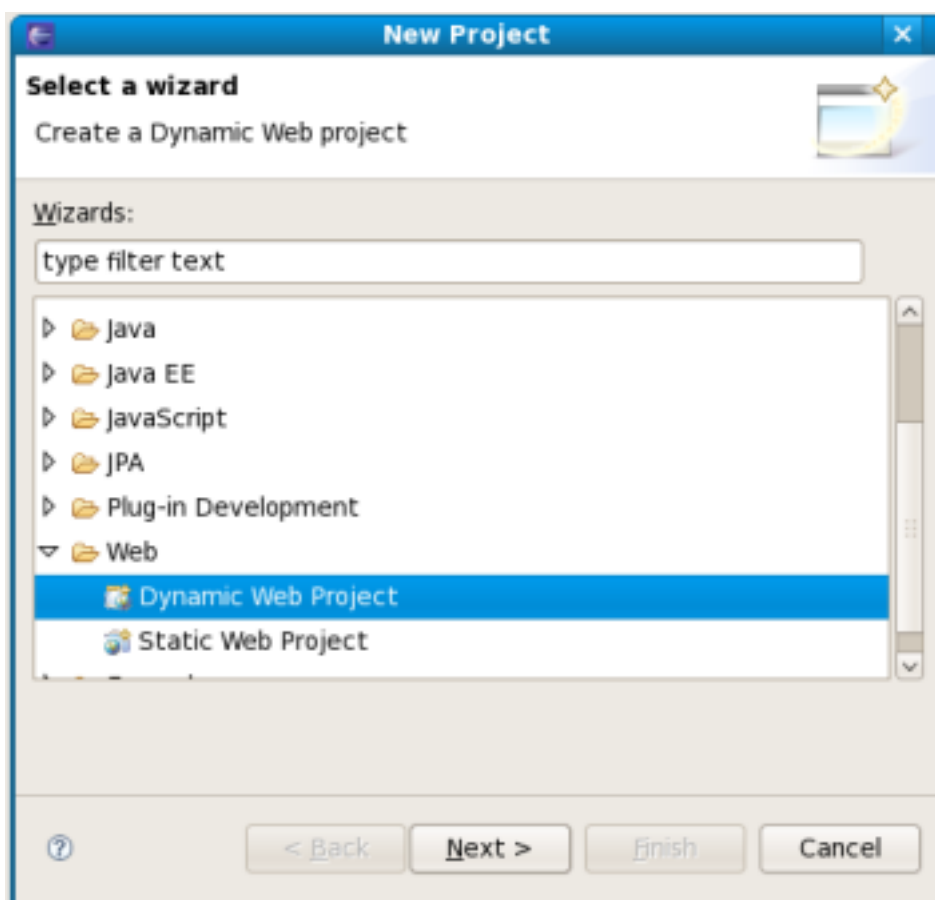 New Project
Select a wizard
Create a Dynamic Web project
Wizards:
type filter text
Java
Java EE
JavaScript
JPA
Plug-in Development
Web
Dynamic Web Project
Static Web Project
< Back Next > Finish Cancel